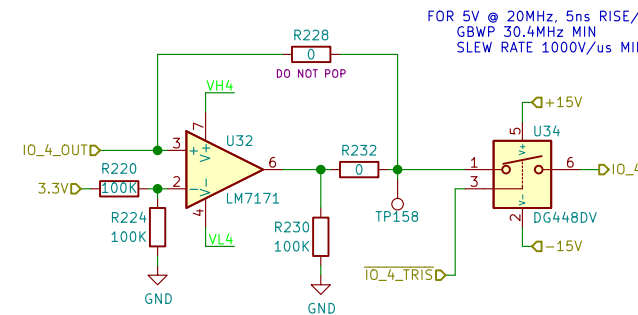 FOR 5V @ 20MHz, 5ns RISE/
GBWP 30.4MHz MIN
SLEW RATE 1000V/us MI
R228
0
DO NOT POP
VH4
7
U32
IO_4_OUT
3
+
V+
R220
100K
3.3V
2
-
V-
6
LM7171
4
R224
100K
VL4
GND
R232
0
R230
100K
GND
TP158
+15V
5
U34
V+
1
6
IO_4
3
V-
2
DG448DV
-15V
IO_4_TRIS